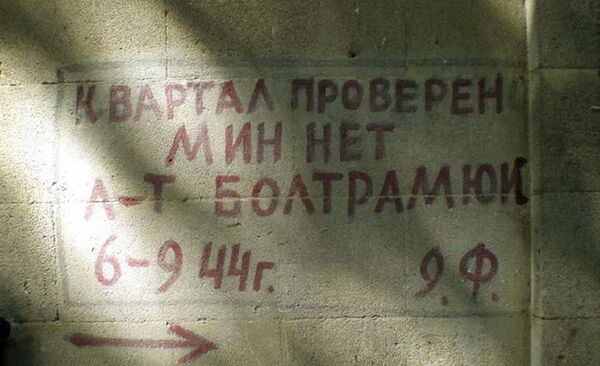 КВАРТАЛ ПРОВЕРЕН
МИН НЕТ
Л-Т БОЛТРАМЮК
6-9 44г. 9.Ф.